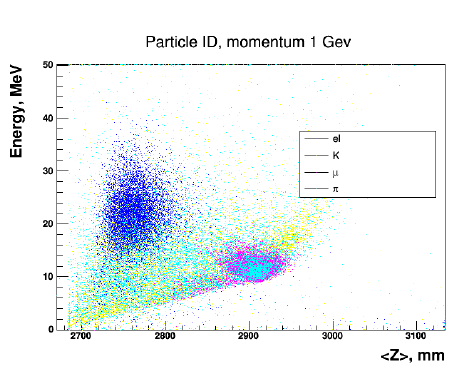 Particle ID, momentum 1 Gev
Energy, MeV
50
40
30
20
10
0
el
K
μ
π
2700 2800 2900 3000 3100
<Z>, mm